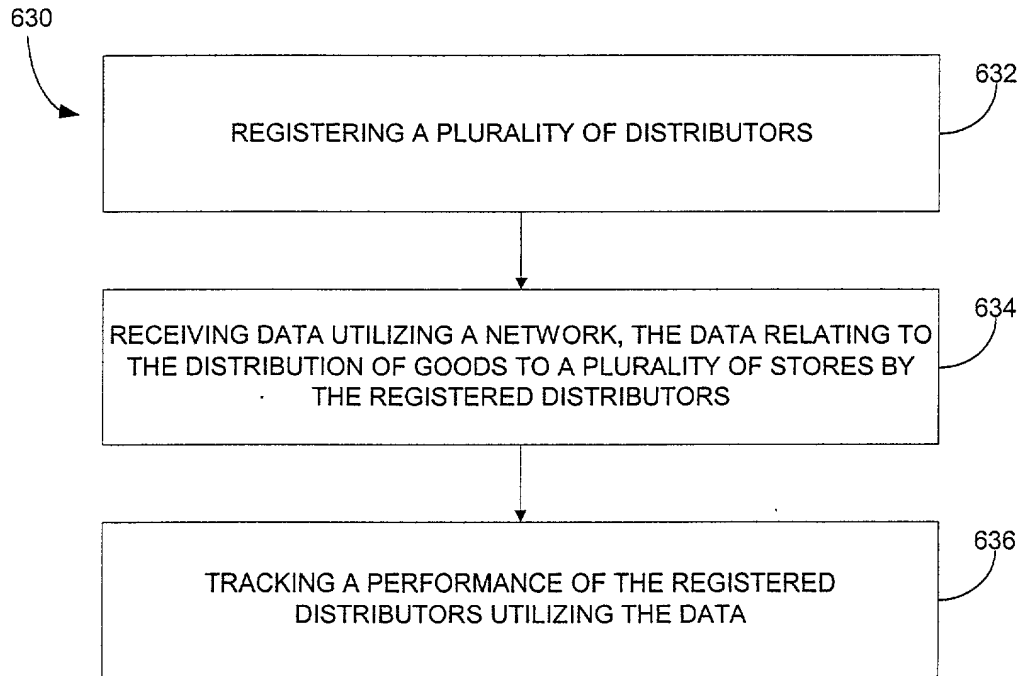 630
632
REGISTERING A PLURALITY OF DISTRIBUTORS
634
RECEIVING DATA UTILIZING A NETWORK, THE DATA RELATING TO
THE DISTRIBUTION OF GOODS TO A PLURALITY OF STORES BY
THE REGISTERED DISTRIBUTORS
636
TRACKING A PERFORMANCE OF THE REGISTERED
DISTRIBUTORS UTILIZING THE DATA